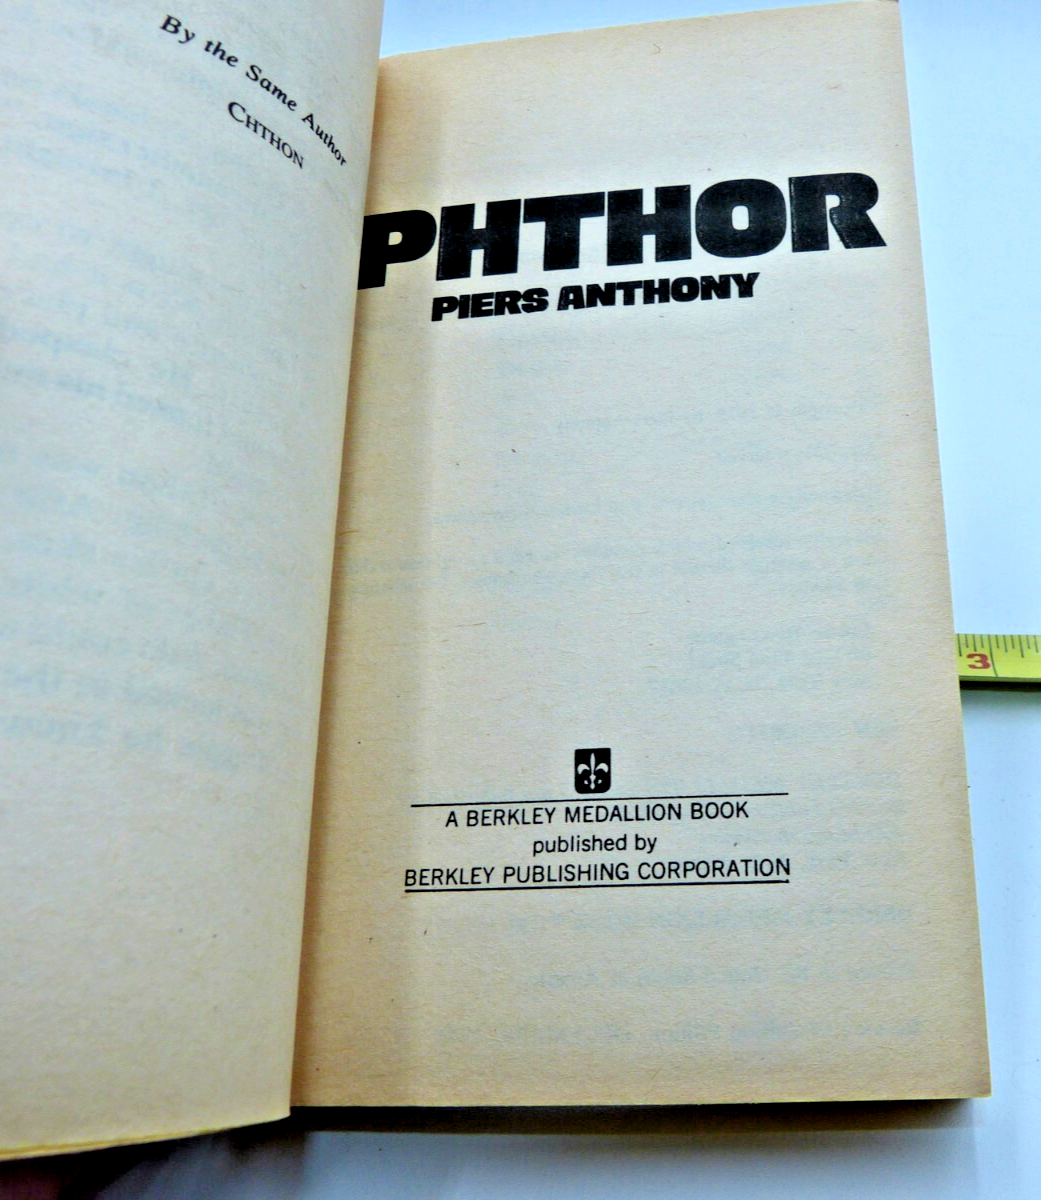 By the Same Author
CHTHON
PHTHOR
PIERS ANTHONY
A BERKLEY MEDALLION BOOK
published by
BERKLEY PUBLISHING CORPORATION
3